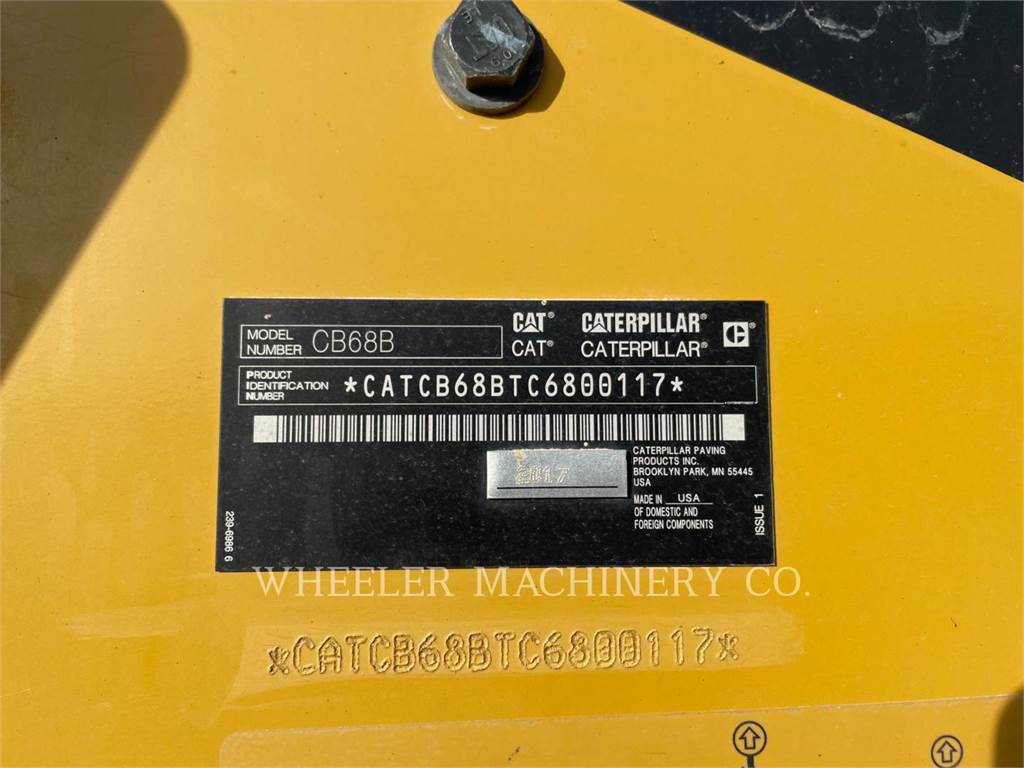 MODEL NUMBER CB68B
CAT® CATERPILLAR®
CAT® CATERPILLAR®
PRODUCT
IDENTIFICATION
NUMBER
*CATCB68BTC6800117*
2017
CATERPILLAR PAVING
PRODUCTS INC.
BROOKLYN PARK, MN 55445
USA
MADE IN USA
OF DOMESTIC AND
FOREIGN COMPONENTS
ISSUE 1
239-6986 6
WHEELER MACHINERY CO.
*CATCB68BTC6800117*